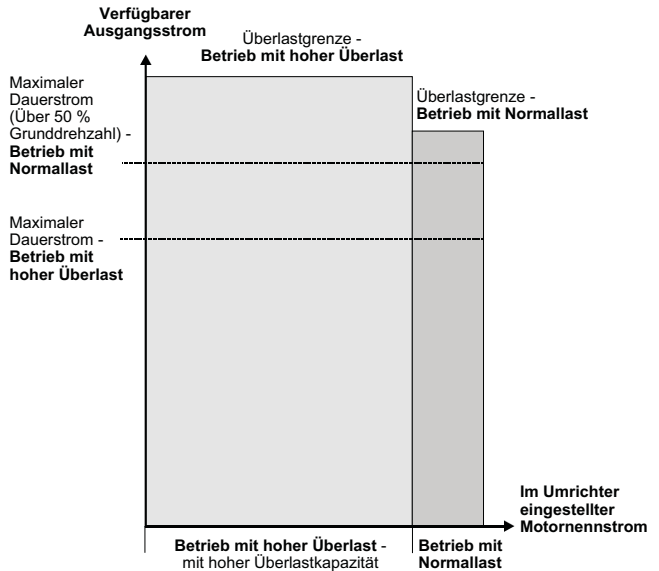 Verfügbarer
Ausgangsstrom
Überlastgrenze -
Betrieb mit hoher Überlast
Maximaler
Dauerstrom
(Über 50 %
Grunddrehzahl) -
Betrieb mit
Normallast
Überlastgrenze -
Betrieb mit Normallast
Maximaler
Dauerstrom -
Betrieb mit
hoher Überlast
Im Umrichter
eingestellter
Motornennstrom
Betrieb mit hoher Überlast -
mit hoher Überlastkapazität
Betrieb mit
Normallast